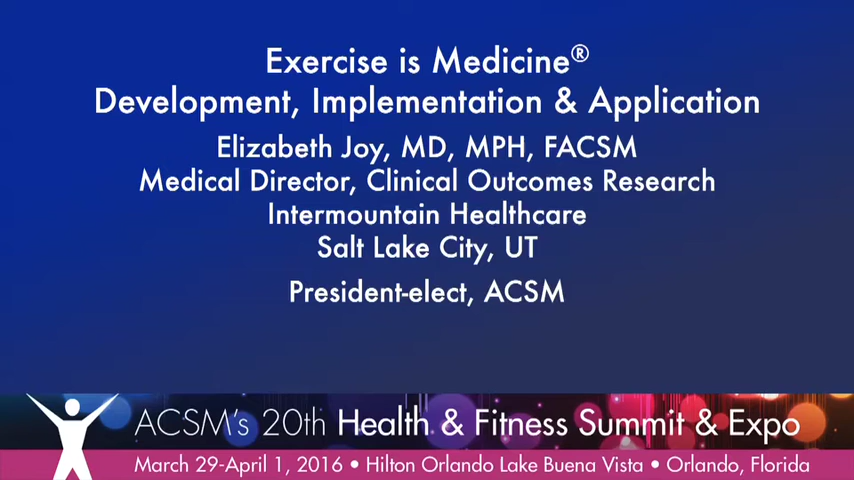 Exercise is Medicine®
Development, Implementation & Application
Elizabeth Joy, MD, MPH, FACSM
Medical Director, Clinical Outcomes Research
Intermountain Healthcare
Salt Lake City, UT
President-elect, ACSM
ACSM's 20th Health & Fitness Summit & Expo
March 29-April 1, 2016 • Hilton Orlando Lake Buena Vista • Orlando, Florida